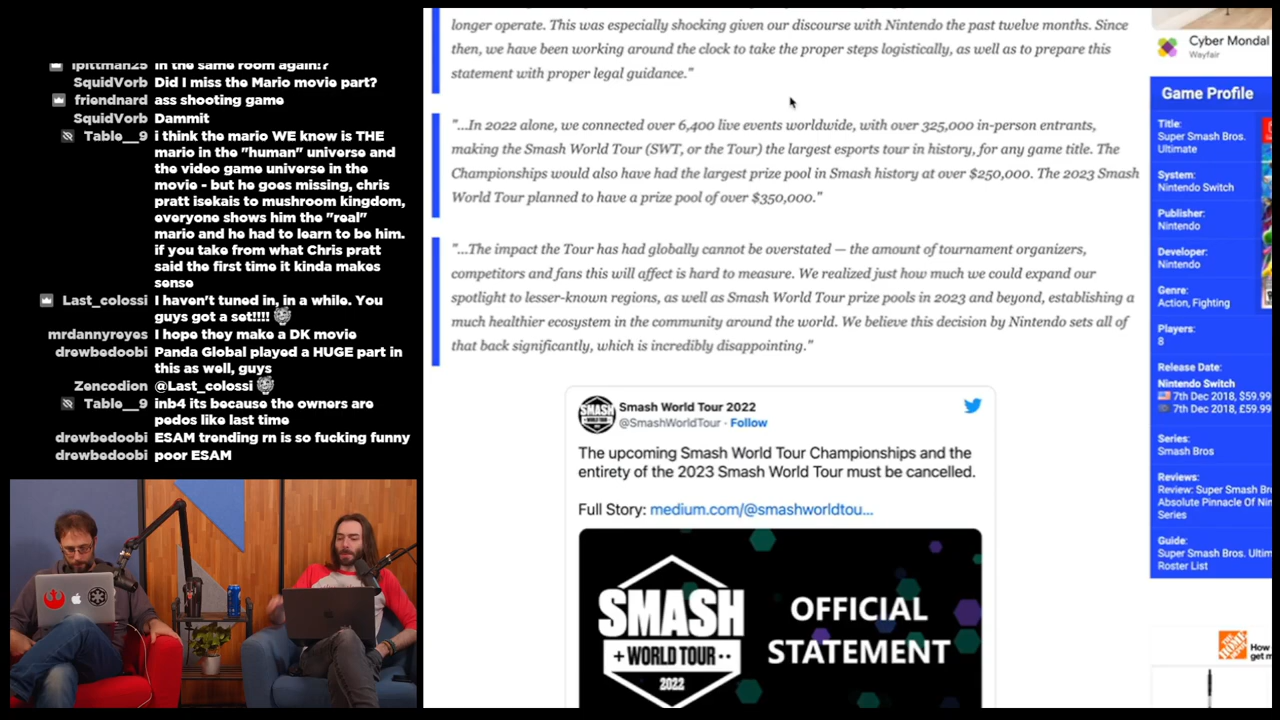 lpittman25 in the same room again!?
SquidVorb Did I miss the Mario movie part?
friendnard ass shooting game
SquidVorb Dammit
Table__9 i think the mario WE know is THE
mario in the "human" universe and
the video game universe in the
movie - but he goes missing, chris
pratt isekais to mushroom kingdom,
everyone shows him the "real"
mario and he had to learn to be him.
if you take from what Chris pratt
said the first time it kinda makes
sense
Last_colossi I haven't tuned in, in a while. You
guys got a set!!!!
mrdannyreyes I hope they make a DK movie
drewbedoobi Panda Global played a HUGE part in
this as well, guys
Zencodion @Last_colossi
Table__9 inb4 its because the owners are
pedos like last time
drewbedoobi ESAM trending rn is so fucking funny
drewbedoobi poor ESAM
longer operate. This was especially shocking given our discourse with Nintendo the past twelve months. Since
then, we have been working around the clock to take the proper steps logistically, as well as to prepare this
statement with proper legal guidance."
"...In 2022 alone, we connected over 6,400 live events worldwide, with over 325,000 in-person entrants,
making the Smash World Tour (SWT, or the Tour) the largest esports tour in history, for any game title. The
Championships would also have had the largest prize pool in Smash history at over $250,000. The 2023 Smash
World Tour planned to have a prize pool of over $350,000."
"...The impact the Tour has had globally cannot be overstated — the amount of tournament organizers,
competitors and fans this will affect is hard to measure. We realized just how much we could expand our
spotlight to lesser-known regions, as well as Smash World Tour prize pools in 2023 and beyond, establishing a
much healthier ecosystem in the community around the world. We believe this decision by Nintendo sets all of
that back significantly, which is incredibly disappointing."
SMASH
Smash World Tour 2022
@SmashWorldTour · Follow
The upcoming Smash World Tour Championships and the
entirety of the 2023 Smash World Tour must be cancelled.
Full Story: medium.com/@smashworldtou...
SMASH
WORLD TOUR
2022
OFFICIAL
STATEMENT
Cyber Mondal
Wayfair
Game Profile
Title:
Super Smash Bros.
Ultimate
System:
Nintendo Switch
Publisher:
Nintendo
Developer:
Nintendo
Genre:
Action, Fighting
Players:
8
Release Date:
Nintendo Switch
7th Dec 2018, $59.99
7th Dec 2018, £59.99
Series:
Smash Bros
Reviews:
Review: Super Smash Br
Absolute Pinnacle Of Nin
Series
Guide:
Super Smash Bros. Ultim
Roster List
How
get m